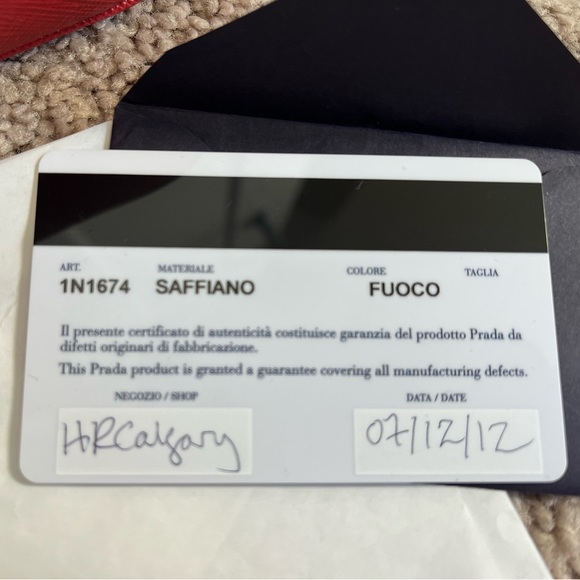 ART. MATERIALE COLORE TAGLIA
1N1674 SAFFIANO FUOCO
Il presente certificato di autenticità costituisce garanzia del prodotto Prada da
difetti originari di fabbricazione.
This Prada product is granted a guarantee covering all manufacturing defects.
NEGOZIO / SHOP DATA / DATE
HRCalgary 07/12/12